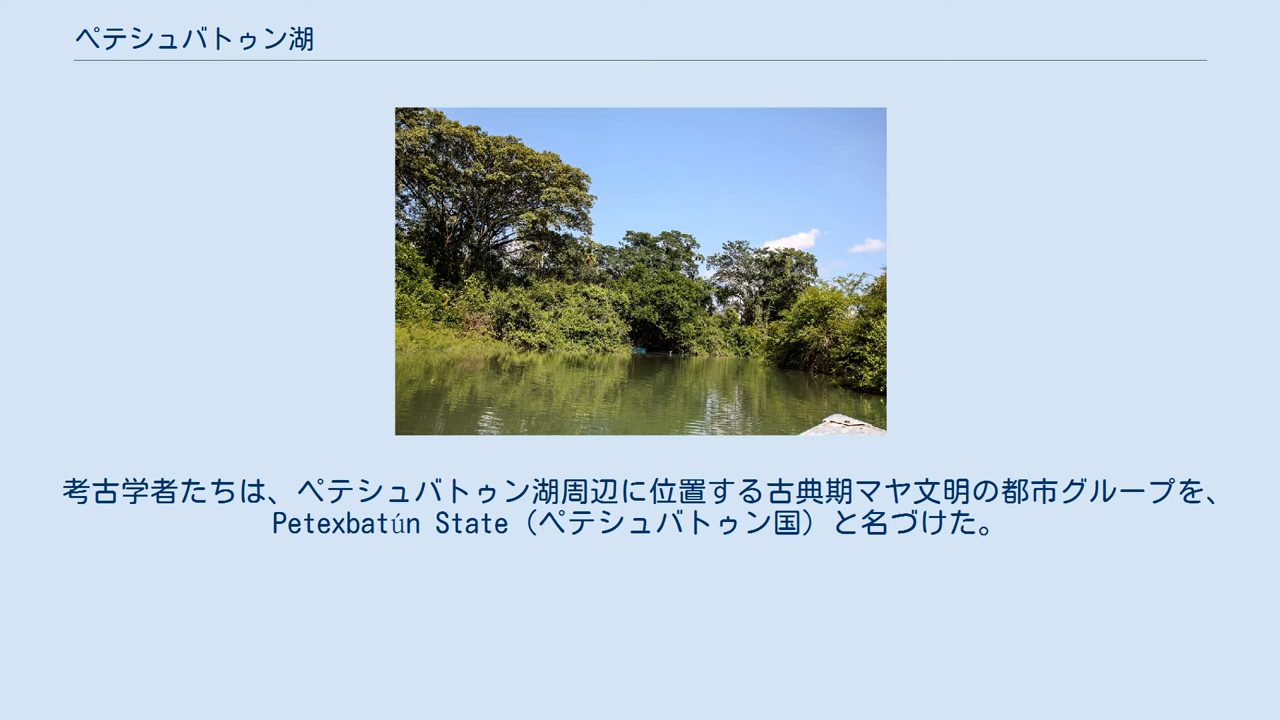 ペテシュバトゥン湖
考古学者たちは、ペテシュバトゥン湖周辺に位置する古典期マヤ文明の都市グループを、
Petexbatún State（ペテシュバトゥン国）と名づけた。